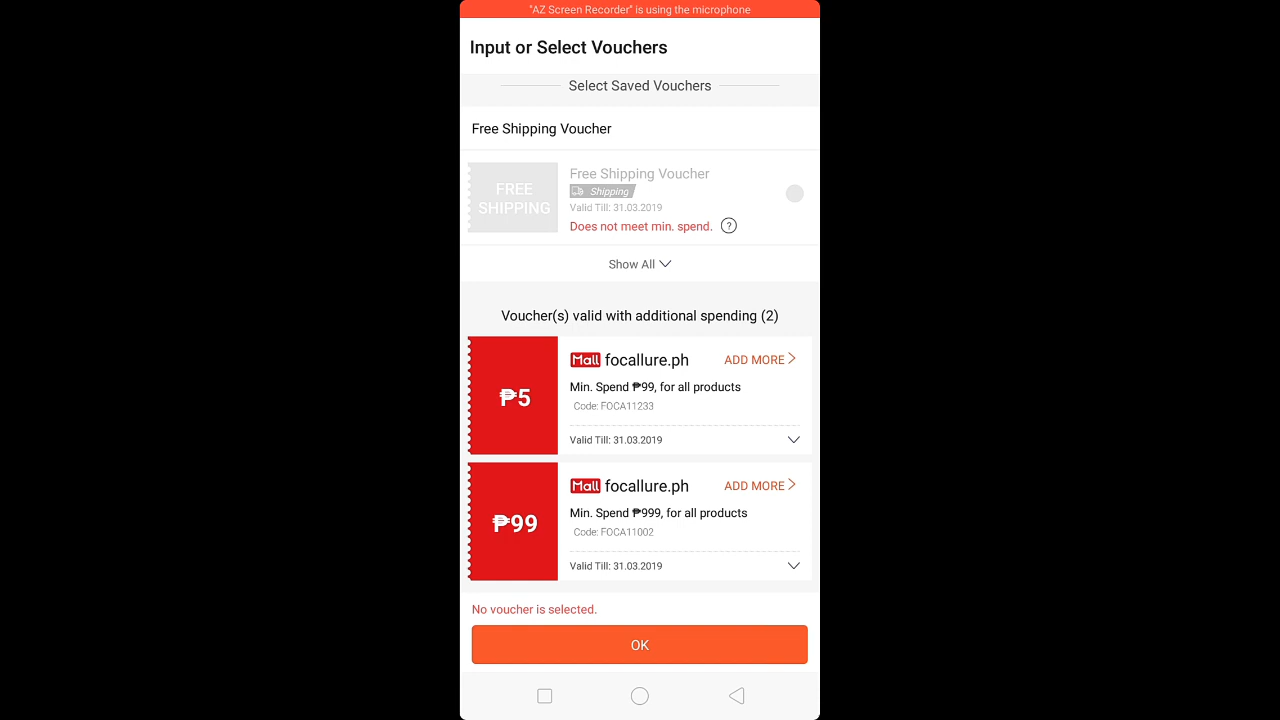 "AZ Screen Recorder" is using the microphone
Input or Select Vouchers
Select Saved Vouchers
Free Shipping Voucher
FREE SHIPPING
Free Shipping Voucher
Shipping
Valid Till: 31.03.2019
Does not meet min. spend. ?
Show All
Voucher(s) valid with additional spending (2)
₱5
Mall focallure.ph ADD MORE
Min. Spend ₱99, for all products
Code: FOCA11233
Valid Till: 31.03.2019
₱99
Mall focallure.ph ADD MORE
Min. Spend ₱999, for all products
Code: FOCA11002
Valid Till: 31.03.2019
No voucher is selected.
OK